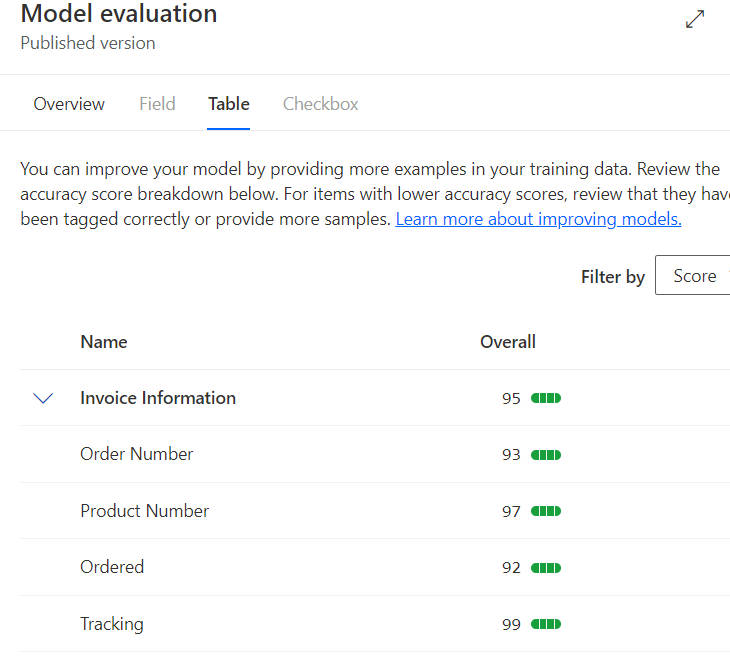 Model evaluation
Published version
Overview Field Table Checkbox
You can improve your model by providing more examples in your training data. Review the
accuracy score breakdown below. For items with lower accuracy scores, review that they have
been tagged correctly or provide more samples. Learn more about improving models.
Filter by Score
Name Overall
Invoice Information 95
Order Number 93
Product Number 97
Ordered 92
Tracking 99